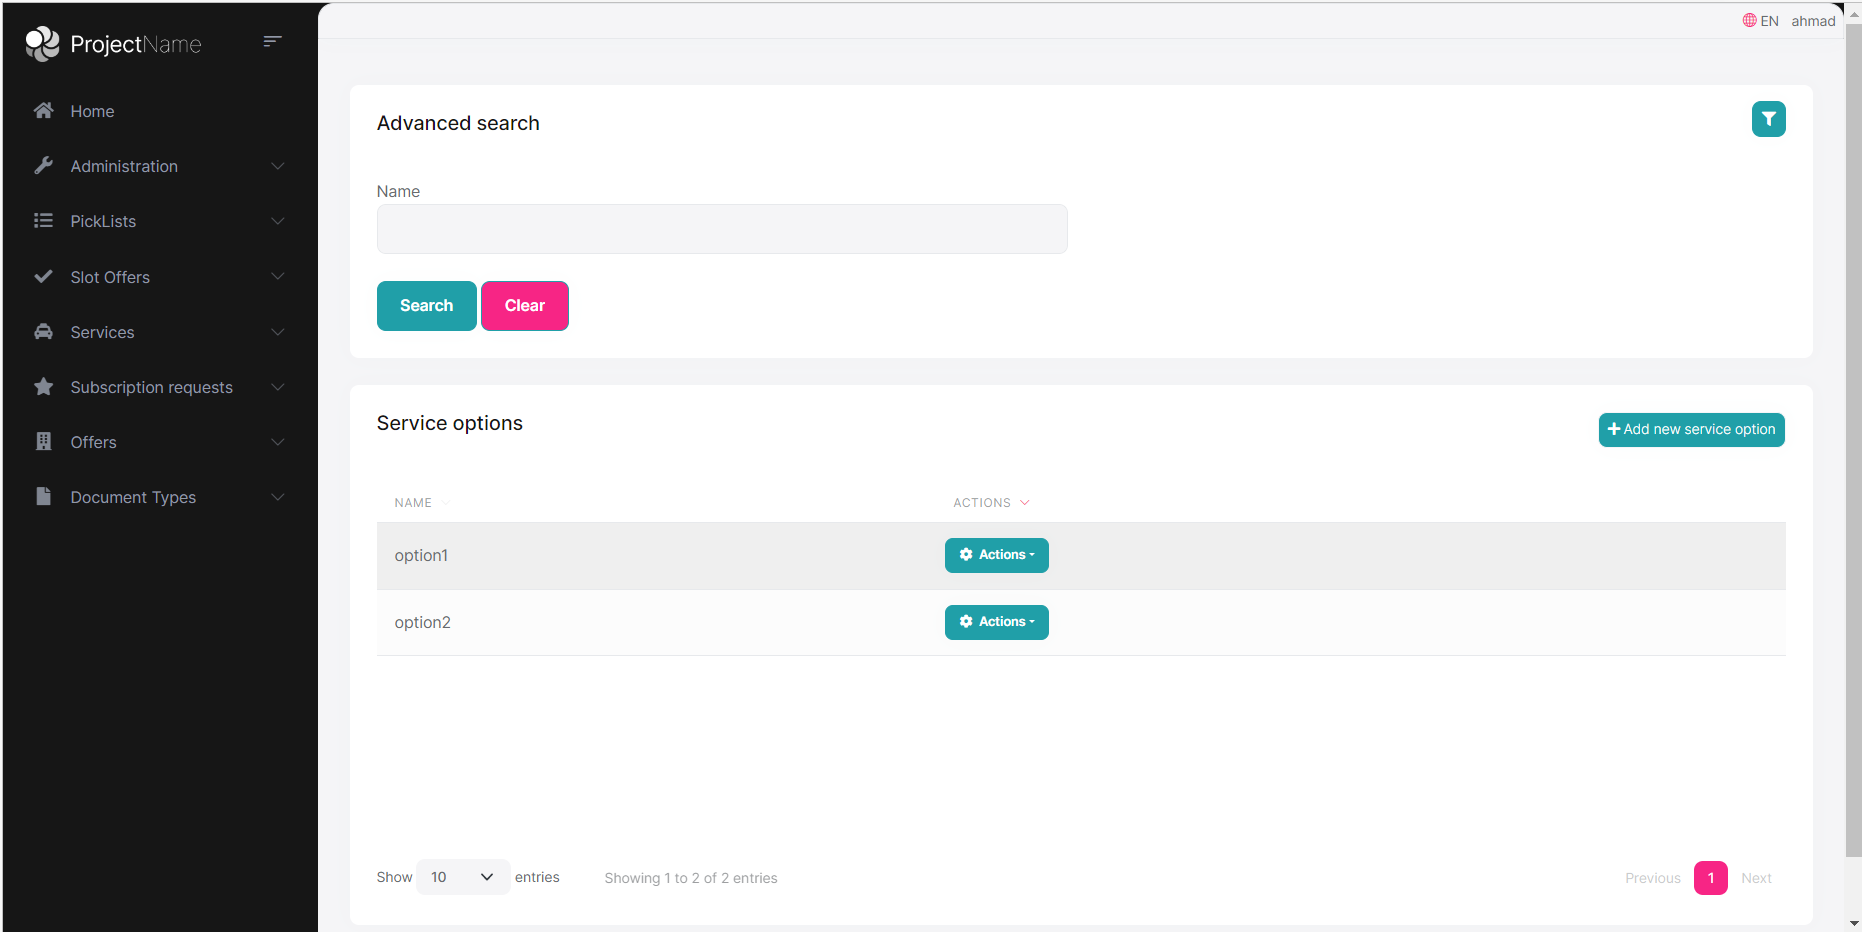 ProjectName
EN ahmad
Home
Administration
PickLists
Slot Offers
Services
Subscription requests
Offers
Document Types
Advanced search
Name
Search Clear
Service options
Add new service option
NAME ACTIONS
option1 Actions
option2 Actions
Show 10 entries Showing 1 to 2 of 2 entries Previous 1 Next